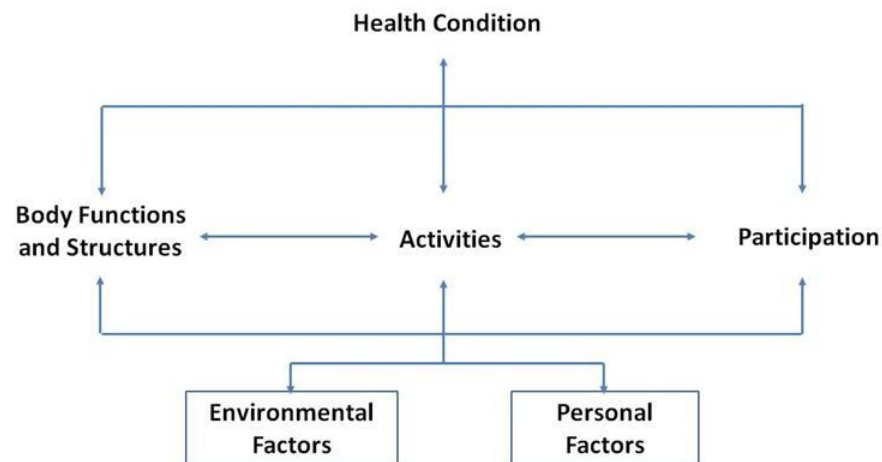 Health Condition
Body Functions
and Structures
Activities
Participation
Environmental
Factors
Personal
Factors